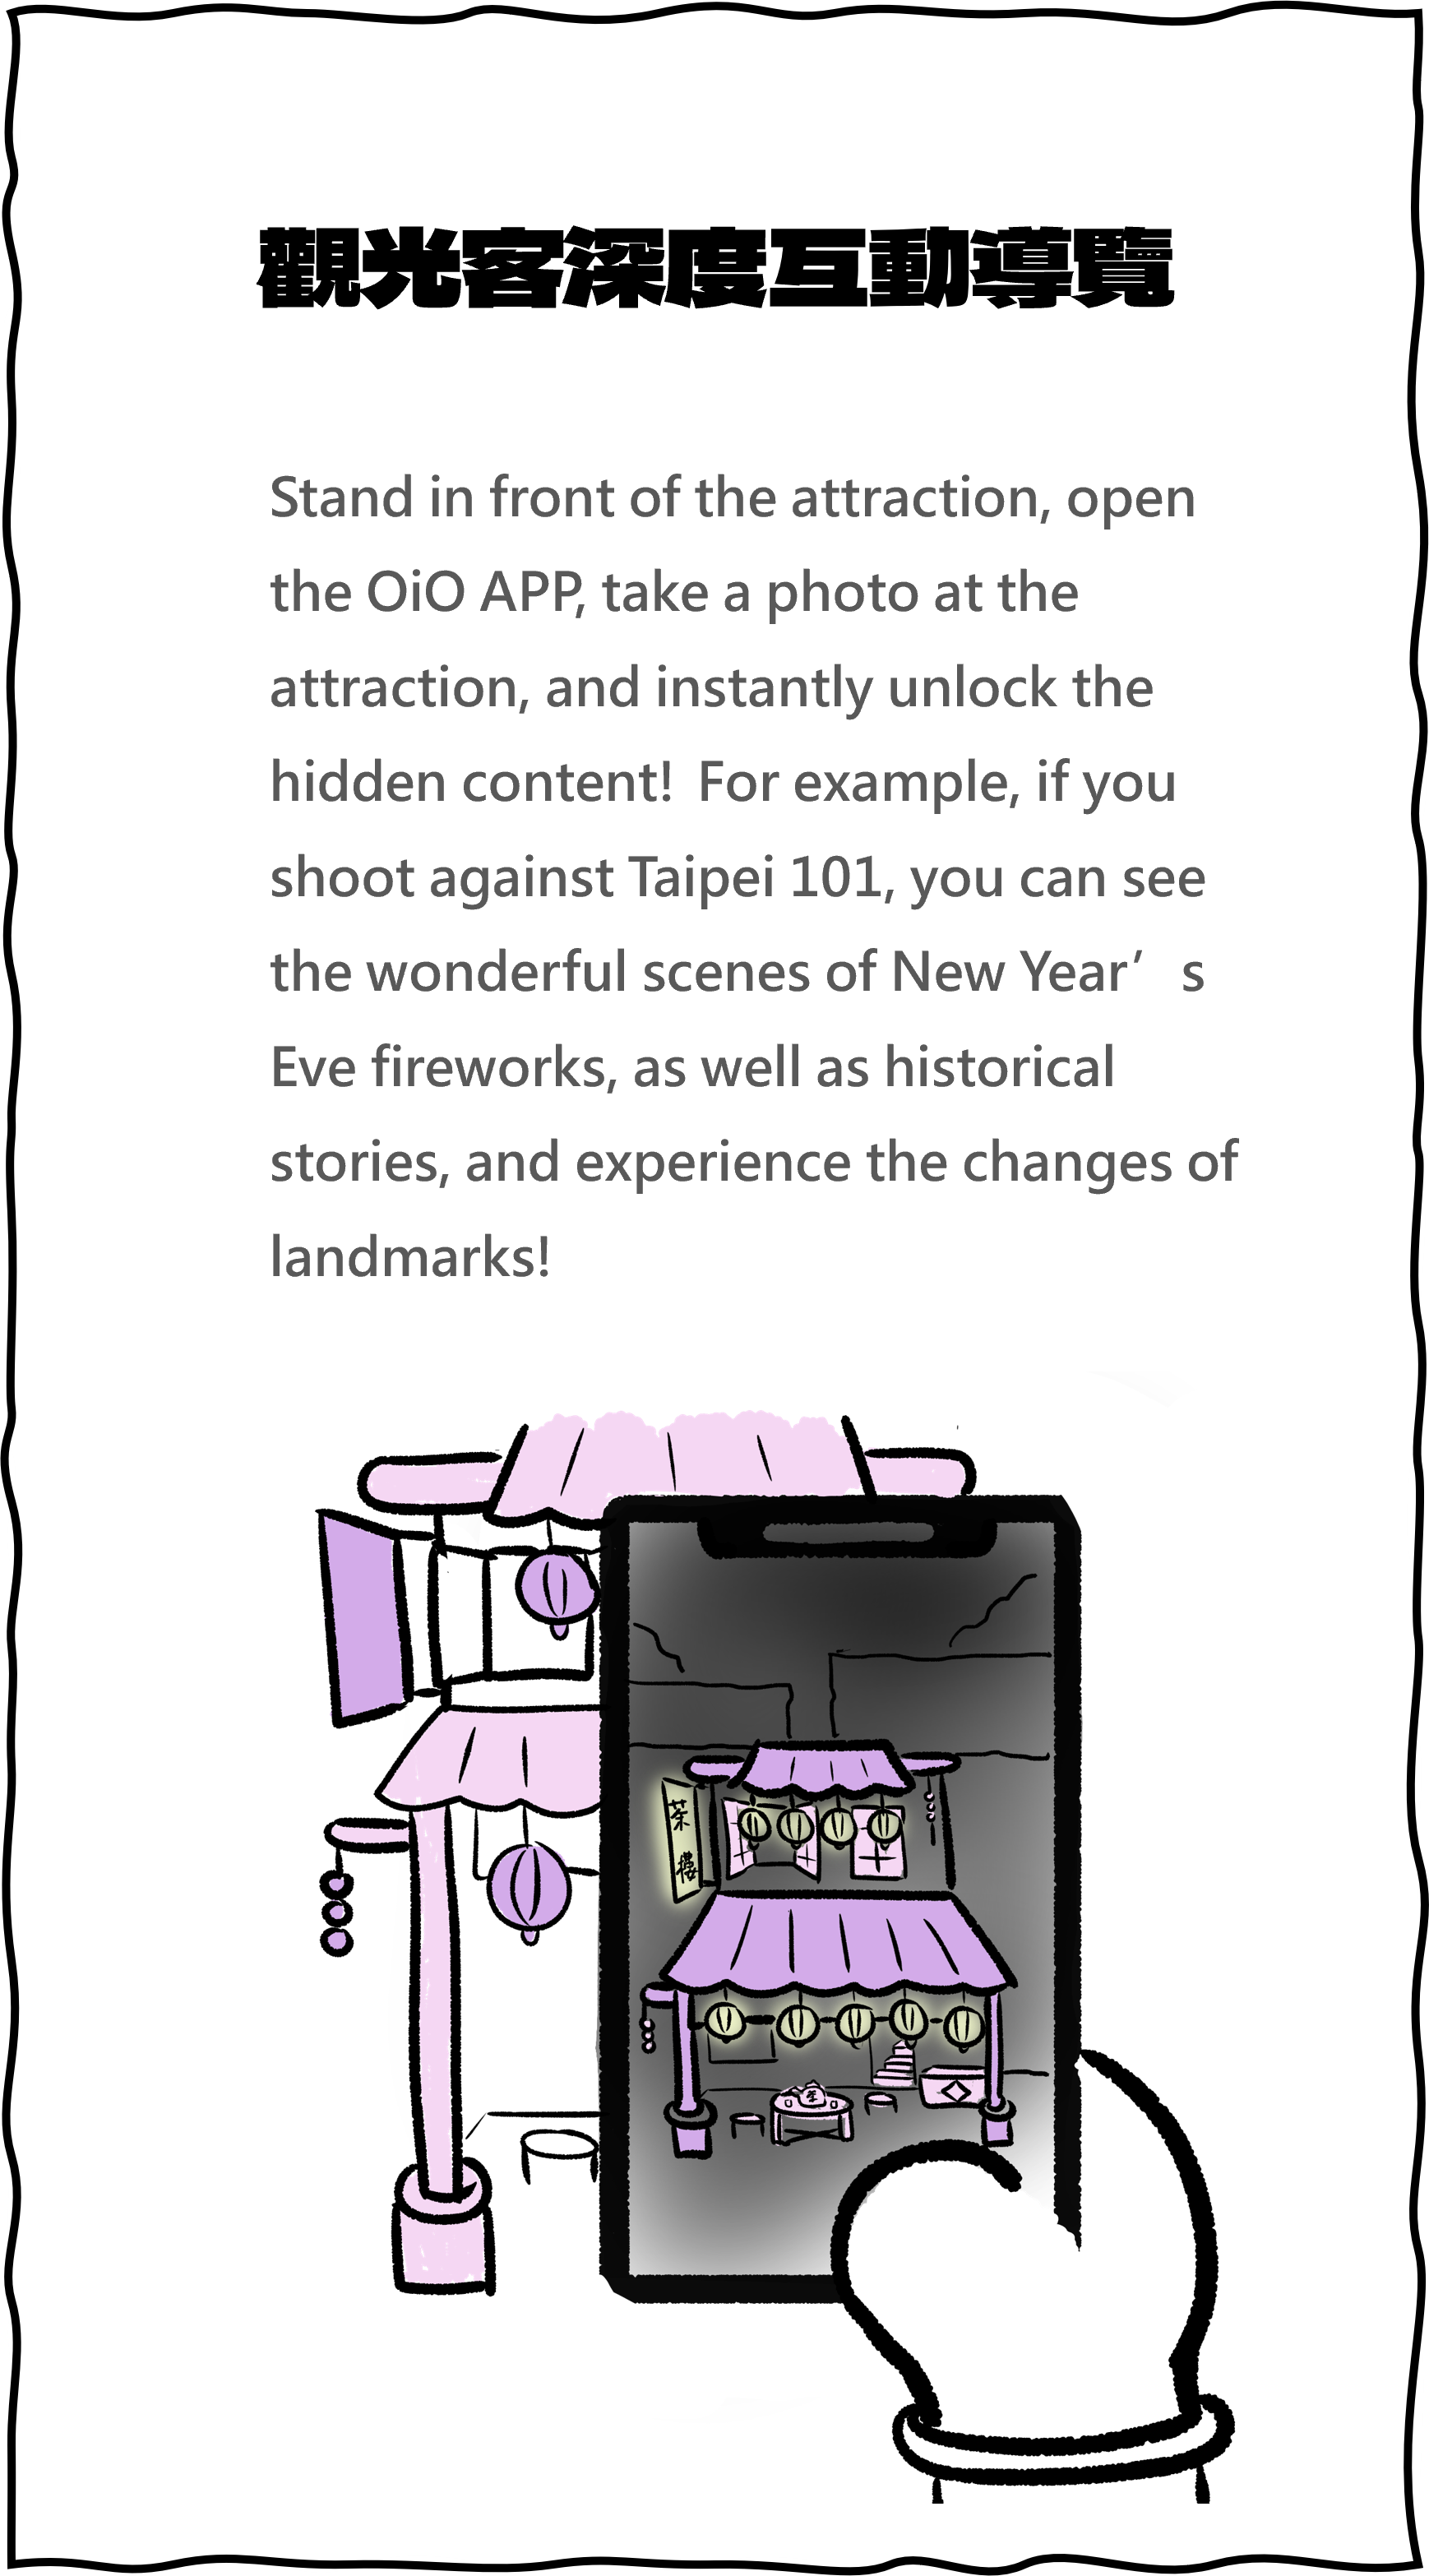 觀光客深度互動導覽
Stand in front of the attraction, open
the OiO APP, take a photo at the
attraction, and instantly unlock the
hidden content!  For example, if you
shoot against Taipei 101, you can see
the wonderful scenes of New Year’s
Eve fireworks, as well as historical
stories, and experience the changes of
landmarks!
茶
樓